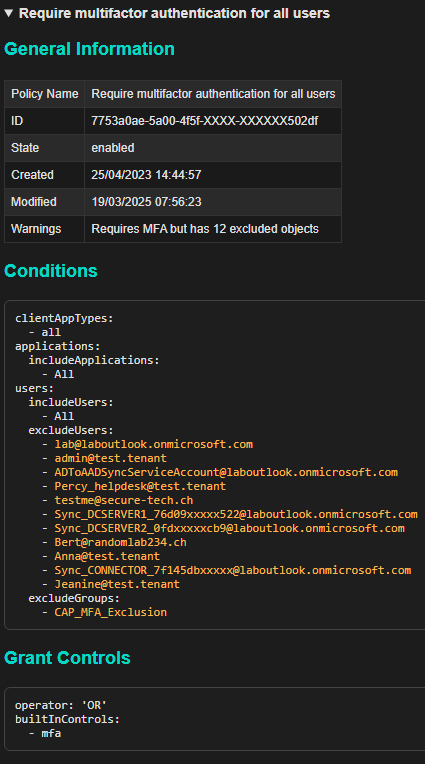 ▼ Require multifactor authentication for all users
General Information
Policy Name Require multifactor authentication for all users
ID 7753a0ae-5a00-4f5f-XXXX-XXXXXX502df
State enabled
Created 25/04/2023 14:44:57
Modified 19/03/2025 07:56:23
Warnings Requires MFA but has 12 excluded objects
Conditions
clientAppTypes:
- all
applications:
includeApplications:
- All
users:
includeUsers:
- All
excludeUsers:
- lab@laboutlook.onmicrosoft.com
- admin@test.tenant
- ADToAADSyncServiceAccount@laboutlook.onmicrosoft.com
- Percy_helpdesk@test.tenant
- testme@secure-tech.ch
- Sync_DCSERVER1_76d09xxxxx522@laboutlook.onmicrosoft.com
- Sync_DCSERVER2_0fdxxxxxcb9@laboutlook.onmicrosoft.com
- Bert@randomlab234.ch
- Anna@test.tenant
- Sync_CONNECTOR_7f145dbxxxxx@laboutlook.onmicrosoft.com
- Jeanine@test.tenant
excludeGroups:
- CAP_MFA_Exclusion
Grant Controls
operator: 'OR'
builtInControls:
- mfa